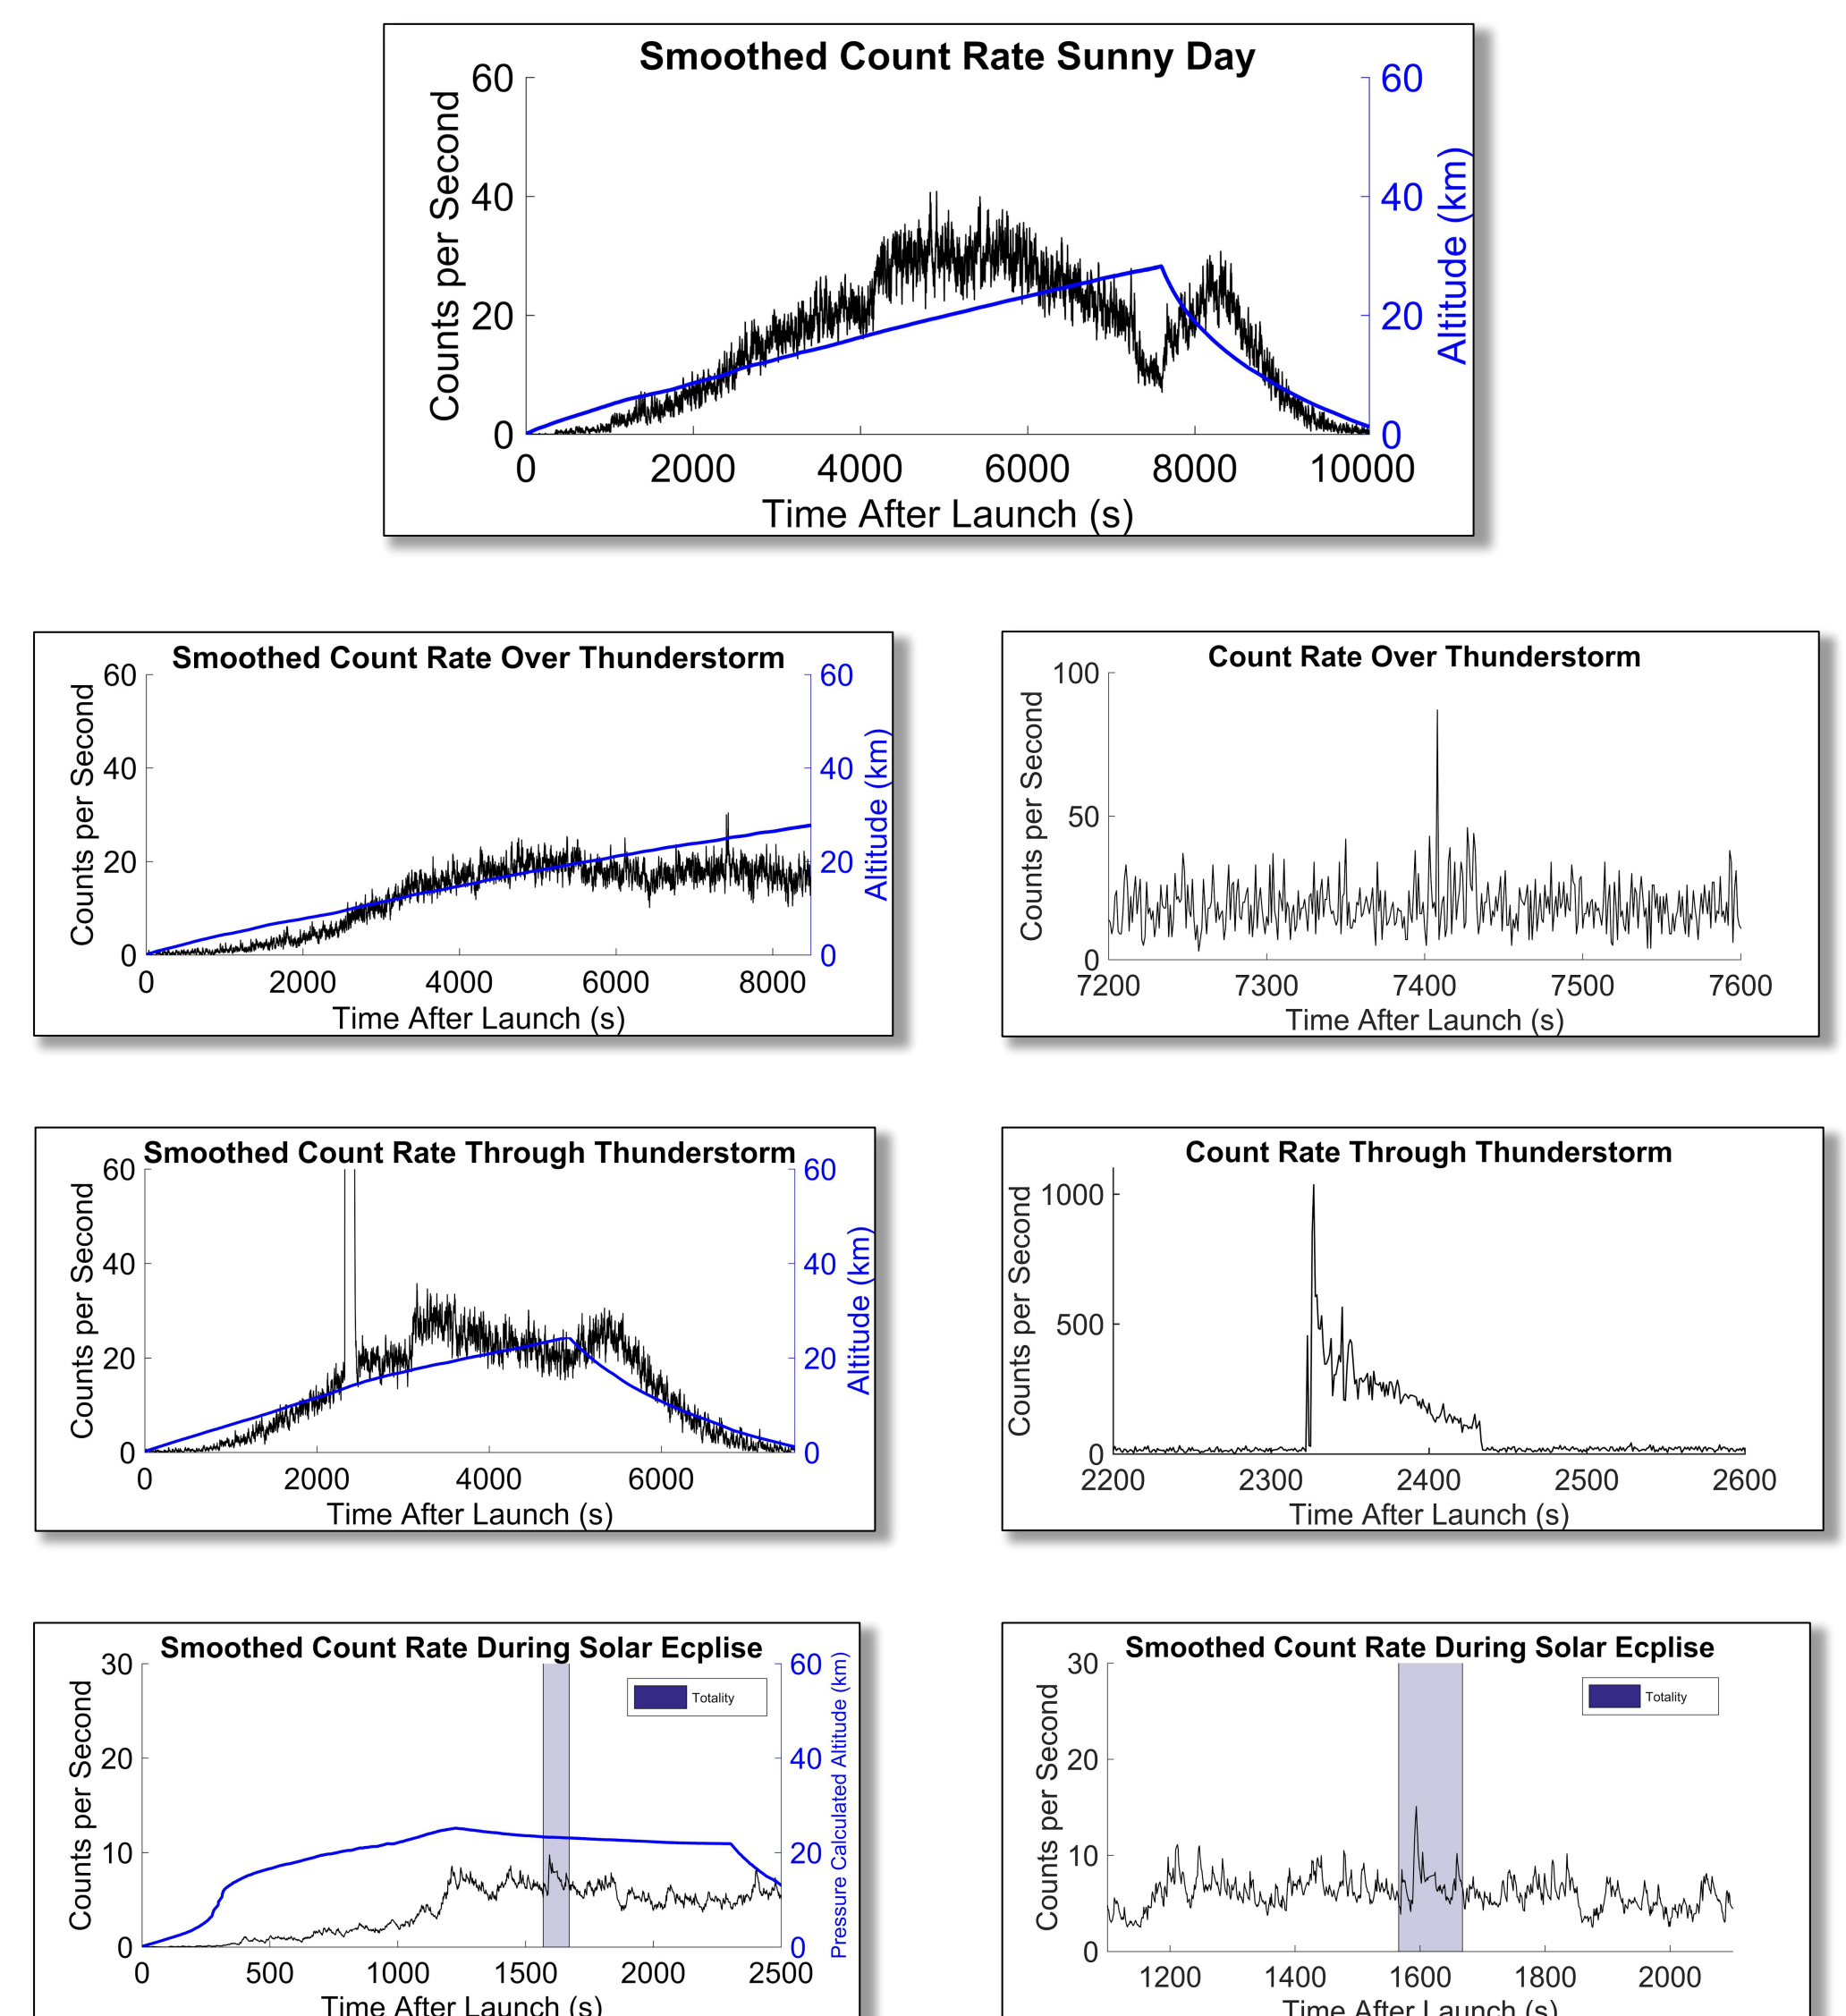 Smoothed Count Rate Sunny Day
60
40
20
0
Counts per Second
60
40
20
0
Altitude (km)
0 2000 4000 6000 8000 10000
Time After Launch (s)
Smoothed Count Rate Over Thunderstorm
60
40
20
0
Counts per Second
60
40
20
0
Altitude (km)
0 2000 4000 6000 8000
Time After Launch (s)
Count Rate Over Thunderstorm
100
50
0
Counts per Second
7200 7300 7400 7500 7600
Time After Launch (s)
Smoothed Count Rate Through Thunderstorm
60
40
20
0
Counts per Second
60
40
20
0
Altitude (km)
0 2000 4000 6000
Time After Launch (s)
Count Rate Through Thunderstorm
1000
500
0
Counts per Second
2200 2300 2400 2500 2600
Time After Launch (s)
Smoothed Count Rate During Solar Ecplise
30
20
10
0
Counts per Second
Totality
60
40
20
0
Pressure Calculated Altitude (km)
0 500 1000 1500 2000 2500
Time After Launch (s)
Smoothed Count Rate During Solar Ecplise
30
20
10
0
Counts per Second
Totality
1200 1400 1600 1800 2000
Time After Launch (s)